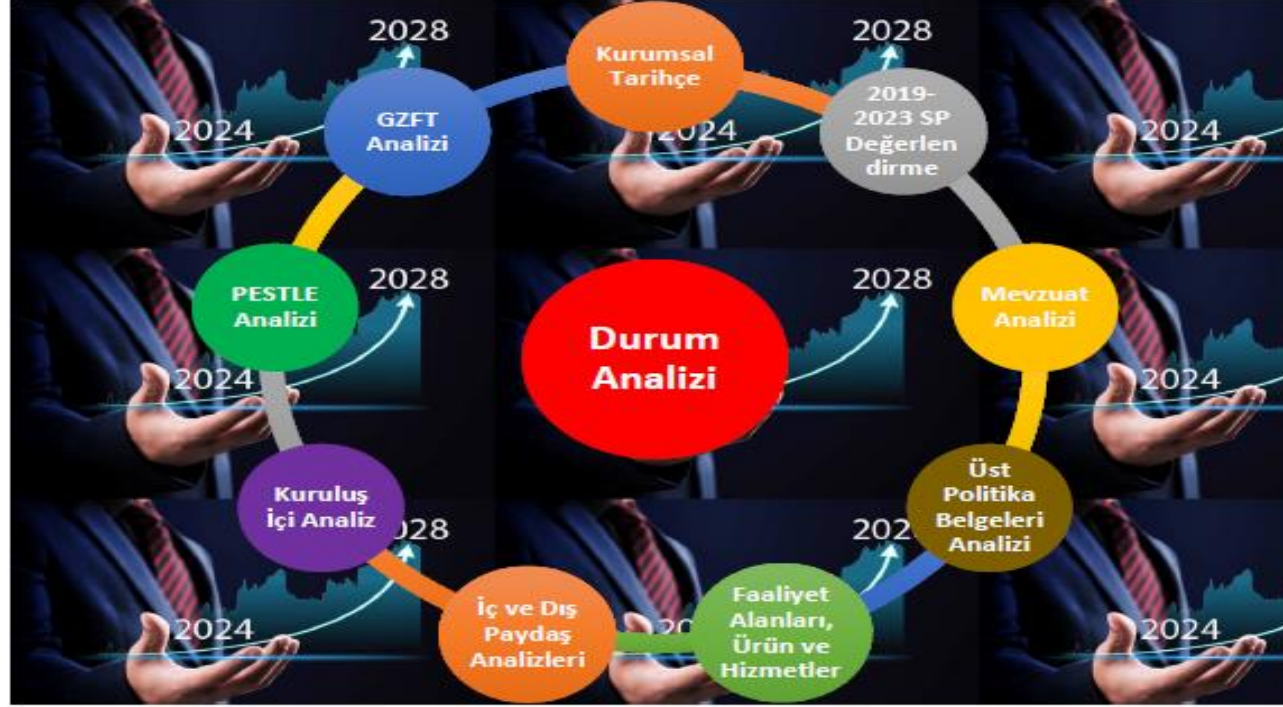 Kurumsal
Tarihçe
2019-
2023 SP
Değerlen
dirme
Mevzuat
Analizi
Üst
Politika
Belgeleri
Analizi
Faaliyet
Alanları,
Ürün ve
Hizmetler
İç ve Dış
Paydaş
Analizleri
Kuruluş
İçi Analiz
PESTLE
Analizi
GZFT
Analizi
Durum
Analizi
2028
2028
2024
2024
2024
2028
2028
2024
2024
2028
2024
2024